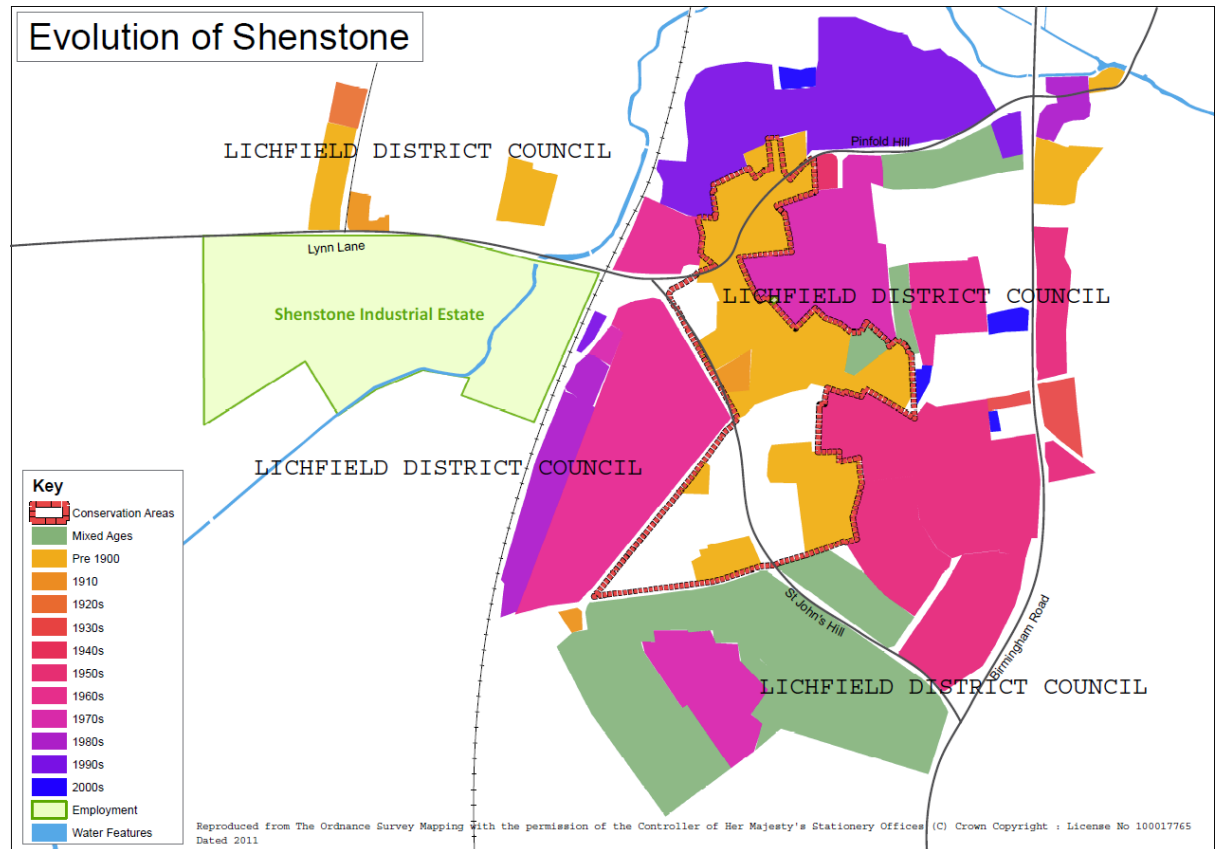 Evolution of Shenstone
LICHFIELD DISTRICT COUNCIL
Pinfold Hill
Lynn Lane
LICHFIELD DISTRICT COUNCIL
Shenstone Industrial Estate
LICHFIELD DISTRICT COUNCIL
St John's Hill
Birmingham Road
LICHFIELD DISTRICT COUNCIL
Key
Conservation Areas
Mixed Ages
Pre 1900
1910
1920s
1930s
1940s
1950s
1960s
1970s
1980s
1990s
2000s
Employment
Water Features
Reproduced from The Ordnance Survey Mapping with the permission of the Controller of Her Majesty's Stationery Offices (C) Crown Copyright : License No 100017765
Dated 2011